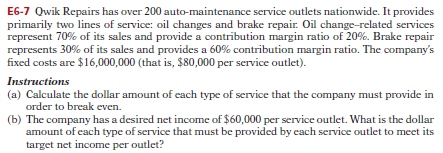 E6-7 Qwik Repairs has over 200 auto-maintenance service outlets nationwide. It provides
primarily two lines of service: oil changes and brake repair. Oil change–related services
represent 70% of its sales and provide a contribution margin ratio of 20%. Brake repair
represents 30% of its sales and provides a 60% contribution margin ratio. The company's
fixed costs are $16,000,000 (that is, $80,000 per service outlet).
Instructions
(a) Calculate the dollar amount of each type of service that the company must provide in
order to break even.
(b) The company has a desired net income of $60,000 per service outlet. What is the dollar
amount of each type of service that must be provided by each service outlet to meet its
target net income per outlet?